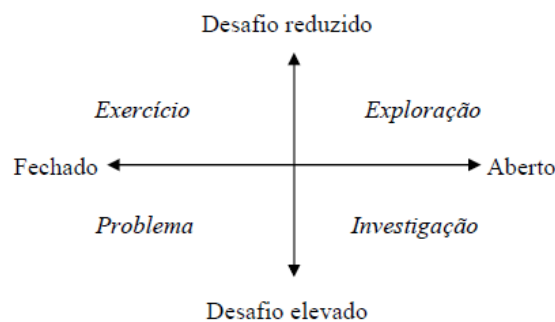 Desafio reduzido
Exercício
Exploração
Fechado
Aberto
Problema
Investigação
Desafio elevado